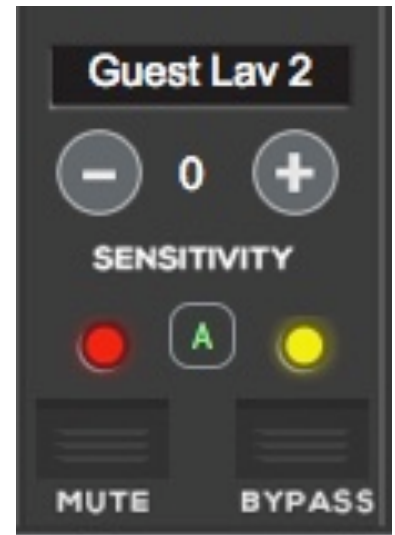 Guest Lav 2
- 0 +
SENSITIVITY
A
MUTE BYPASS